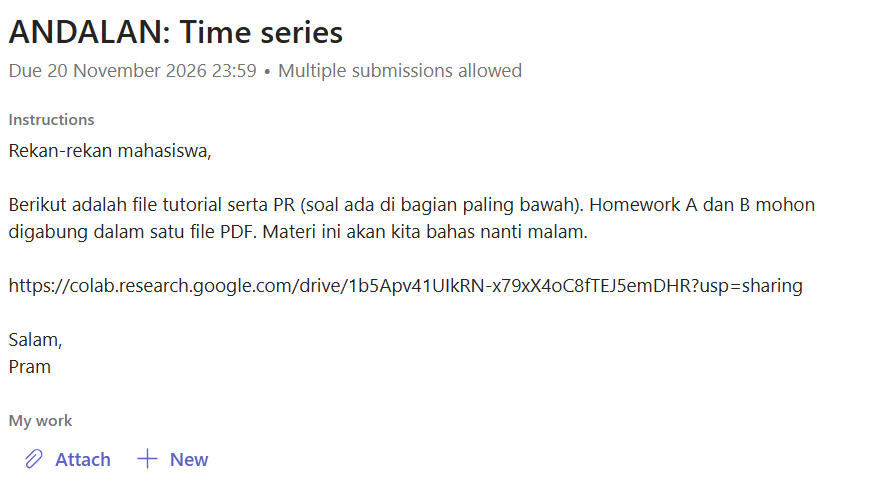 ANDALAN: Time series
Due 20 November 2026 23:59 • Multiple submissions allowed
Instructions
Rekan-rekan mahasiswa,
Berikut adalah file tutorial serta PR (soal ada di bagian paling bawah). Homework A dan B mohon
digabung dalam satu file PDF. Materi ini akan kita bahas nanti malam.
https://colab.research.google.com/drive/1b5Apv41UIkRN-x79xX4oC8fTEJ5emDHR?usp=sharing
Salam,
Pram
My work
Attach
New